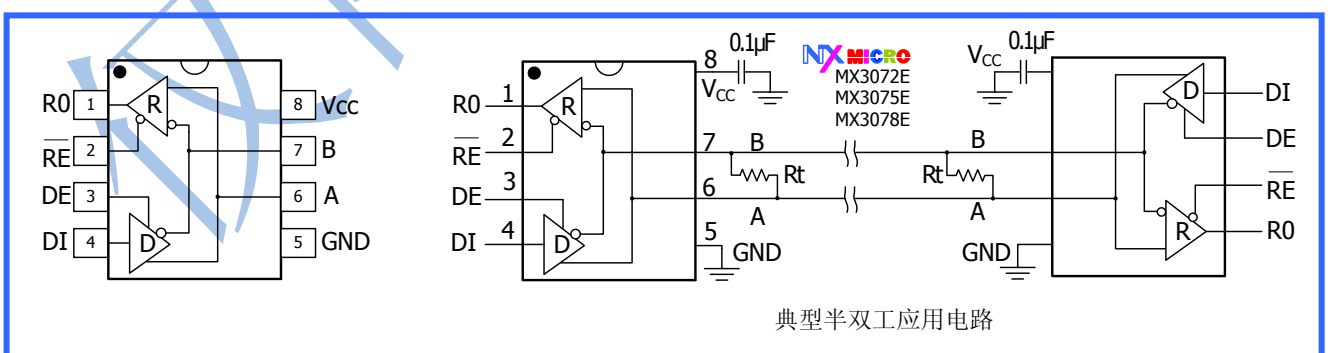 R0 1
RE 2
DE 3
DI 4
R
D
8 Vcc
7 B
6 A
5 GND
R0 1
RE 2
DE 3
DI 4
R
D
8
VCC
0.1μF
7 B
Rt
6 A
5
GND
NX MICRO
MX3072E
MX3075E
MX3078E
VCC
0.1μF
B
Rt
A
GND
D
R
DI
DE
RE
R0
典型半双工应用电路